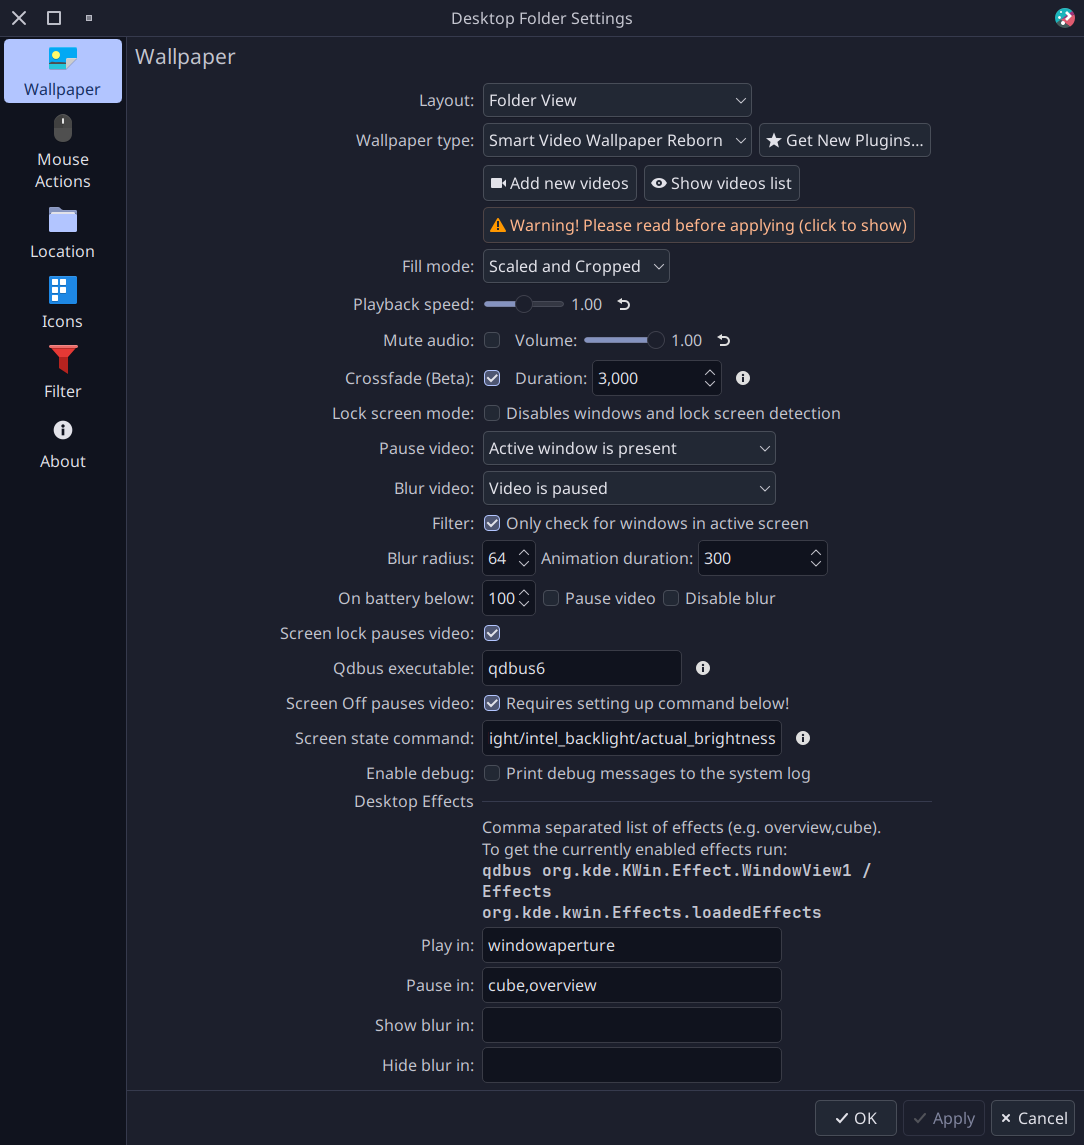 Desktop Folder Settings
Wallpaper
Mouse
Actions
Location
Icons
Filter
About
Wallpaper
Layout: Folder View
Wallpaper type: Smart Video Wallpaper Reborn Get New Plugins...
Add new videos Show videos list
Warning! Please read before applying (click to show)
Fill mode: Scaled and Cropped
Playback speed: 1.00
Mute audio: Volume: 1.00
Crossfade (Beta): Duration: 3,000
Lock screen mode: Disables windows and lock screen detection
Pause video: Active window is present
Blur video: Video is paused
Filter: Only check for windows in active screen
Blur radius: 64 Animation duration: 300
On battery below: 100 Pause video Disable blur
Screen lock pauses video:
Qdbus executable: qdbus6
Screen Off pauses video: Requires setting up command below!
Screen state command: ight/intel_backlight/actual_brightness
Enable debug: Print debug messages to the system log
Desktop Effects
Comma separated list of effects (e.g. overview,cube).
To get the currently enabled effects run:
qdbus org.kde.KWin.Effect.WindowView1 /
Effects
org.kde.kwin.Effects.loadedEffects
Play in: windowaperture
Pause in: cube,overview
Show blur in:
Hide blur in:
OK Apply Cancel